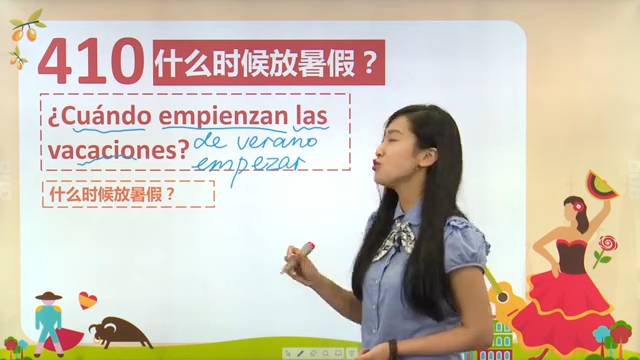 410 什么时候放暑假？
¿Cuándo empienzan las
vacaciones? de verano
empezar
什么时候放暑假？